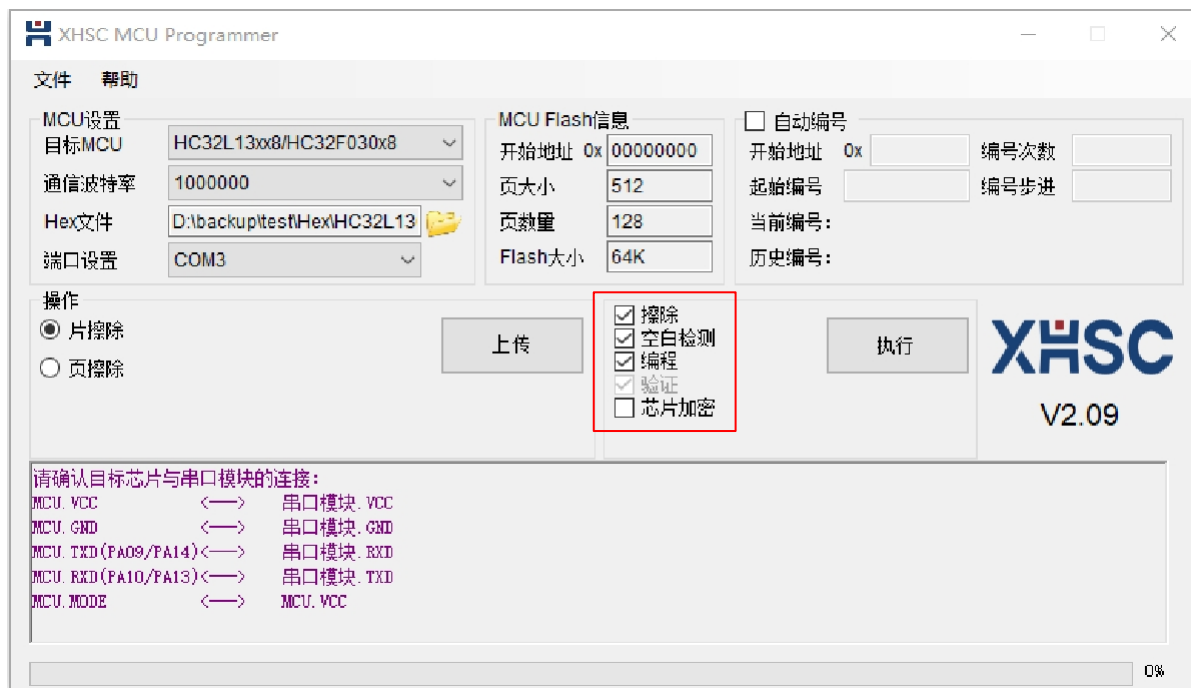 XHSC MCU Programmer
文件 帮助
MCU设置
目标MCU HC32L13xx8/HC32F030x8
通信波特率 1000000
Hex文件 D:\backup\test\Hex\HC32L13
端口设置 COM3
MCU Flash信息
开始地址 0x 00000000
页大小 512
页数量 128
Flash大小 64K
自动编号
开始地址 0x 编号次数
起始编号 编号步进
当前编号:
历史编号:
操作
片擦除
页擦除
上传
擦除
空白检测
编程
验证
芯片加密
执行
XHSC
V2.09
请确认目标芯片与串口模块的连接:
MCU.VCC <——> 串口模块.VCC
MCU.GND <——> 串口模块.GND
MCU.TXD(PA09/PA14)<——> 串口模块.RXD
MCU.RXD(PA10/PA13)<——> 串口模块.TXD
MCU.MODE <——> MCU.VCC
0%